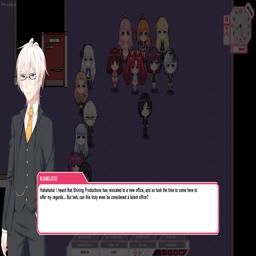 KAMIJOU
Hahahaha! I heard that Shining Productions has relocated to a new office, and so took the time to come here to
offer my regards... But heh, can this truly even be considered a talent office?